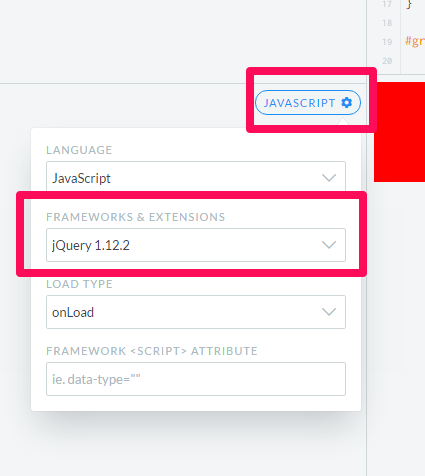 17 }
18
19 #gr
20
JAVASCRIPT
LANGUAGE
JavaScript
FRAMEWORKS & EXTENSIONS
jQuery 1.12.2
LOAD TYPE
onLoad
FRAMEWORK <SCRIPT> ATTRIBUTE
ie. data-type=""